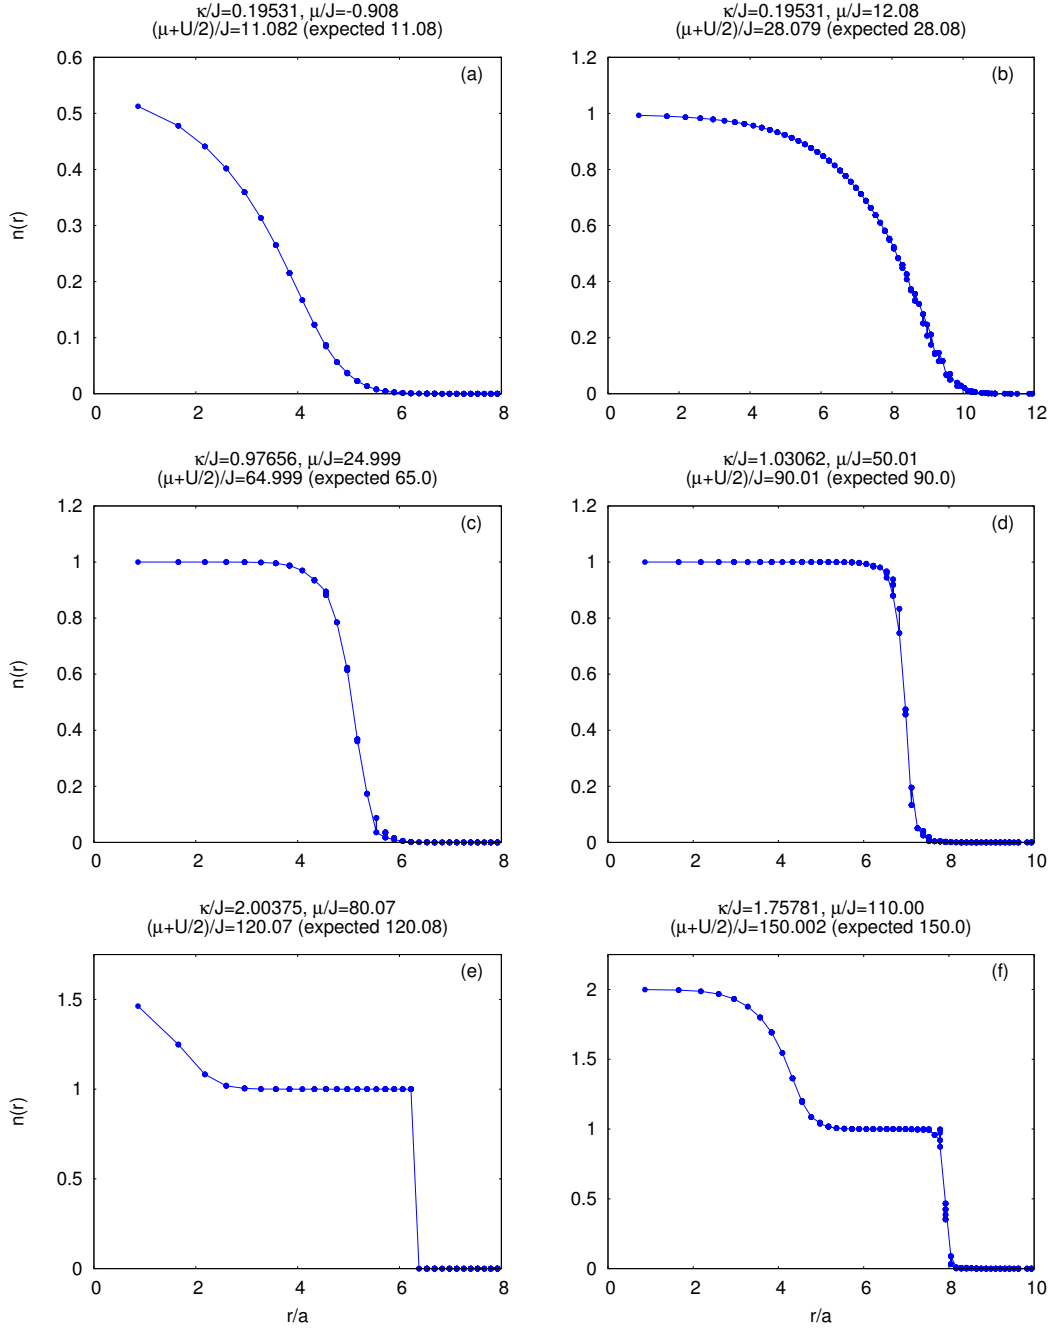 κ/J=0.19531, μ/J=-0.908
(μ+U/2)/J=11.082 (expected 11.08)
(a)
0.6
0.5
0.4
0.3
0.2
0.1
0
n(r)
0 2 4 6 8
κ/J=0.19531, μ/J=12.08
(μ+U/2)/J=28.079 (expected 28.08)
(b)
1.2
1
0.8
0.6
0.4
0.2
0
0 2 4 6 8 10 12
κ/J=0.97656, μ/J=24.999
(μ+U/2)/J=64.999 (expected 65.0)
(c)
1.2
1
0.8
0.6
0.4
0.2
0
n(r)
0 2 4 6 8
κ/J=1.03062, μ/J=50.01
(μ+U/2)/J=90.01 (expected 90.0)
(d)
1.2
1
0.8
0.6
0.4
0.2
0
0 2 4 6 8 10
κ/J=2.00375, μ/J=80.07
(μ+U/2)/J=120.07 (expected 120.08)
(e)
1.5
1
0.5
0
n(r)
0 2 4 6 8
r/a
κ/J=1.75781, μ/J=110.00
(μ+U/2)/J=150.002 (expected 150.0)
(f)
2
1.5
1
0.5
0
0 2 4 6 8 10
r/a